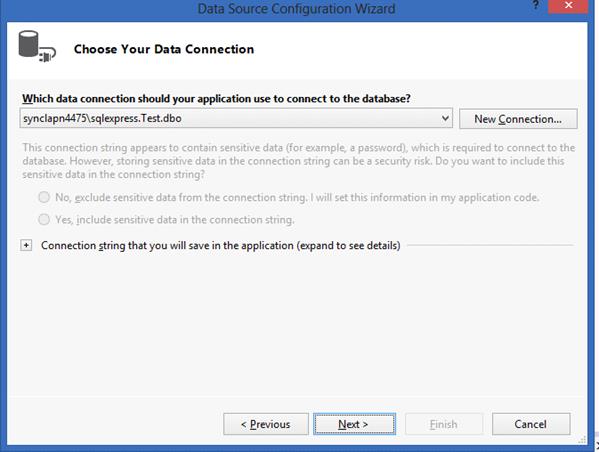 Data Source Configuration Wizard
?
Choose Your Data Connection
Which data connection should your application use to connect to the database?
synclapn4475\sqlexpress.Test.dbo
New Connection...
This connection string appears to contain sensitive data (for example, a password), which is required to connect to the
database. However, storing sensitive data in the connection string can be a security risk. Do you want to include this
sensitive data in the connection string?
No, exclude sensitive data from the connection string. I will set this information in my application code.
Yes, include sensitive data in the connection string.
Connection string that you will save in the application (expand to see details)
< Previous
Next >
Finish
Cancel